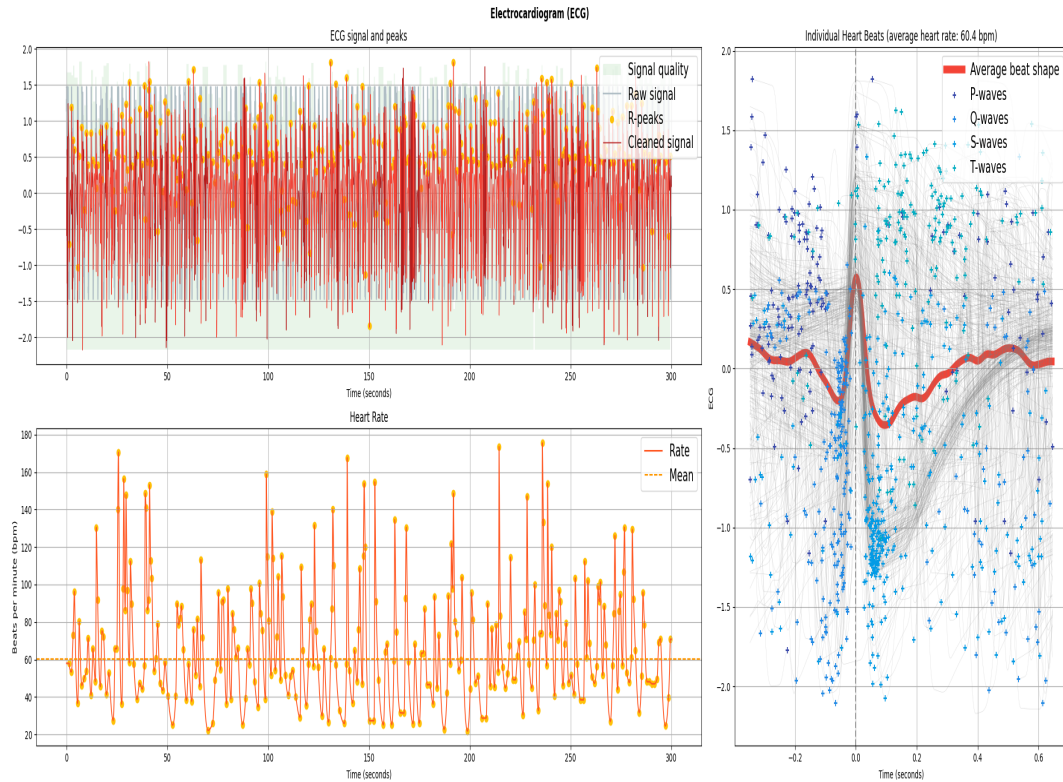 Electrocardiogram (ECG)
ECG signal and peaks
2.0
1.5
1.0
0.5
0.0
−0.5
−1.0
−1.5
−2.0
Signal quality
Raw signal
R-peaks
Cleaned signal
0
50
100
150
200
250
300
Time (seconds)
Heart Rate
Beats per minute (bpm)
180
160
140
120
100
80
60
40
20
Rate
Mean
0
50
100
150
200
250
300
Time (seconds)
Individual Heart Beats (average heart rate: 60.4 bpm)
ECG
2.0
1.5
1.0
0.5
0.0
−0.5
−1.0
−1.5
−2.0
Average beat shape
P-waves
Q-waves
S-waves
T-waves
−0.2
0.0
0.2
0.4
0.6
Time (seconds)